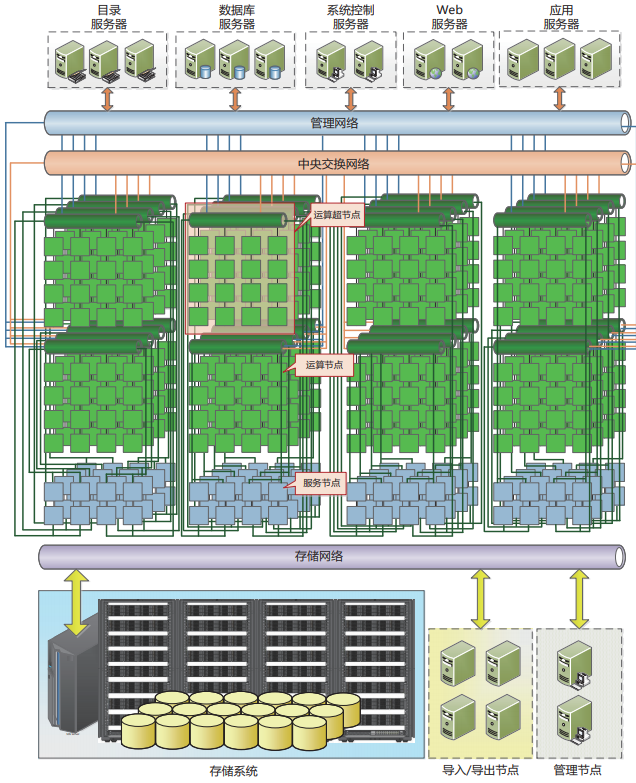 目录
服务器
数据库
服务器
系统控制
服务器
Web
服务器
应用
服务器
管理网络
中央交换网络
运算超节点
运算节点
服务节点
存储网络
存储系统
导入/导出节点
管理节点